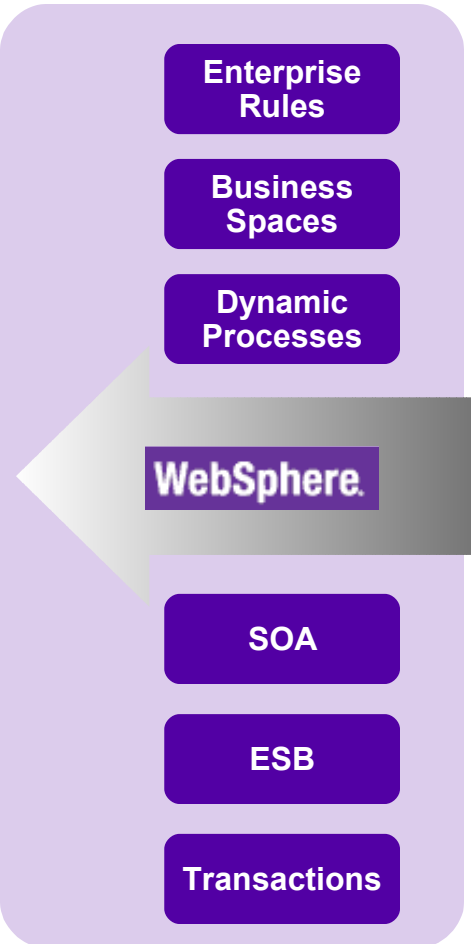 Enterprise
Rules
Business
Spaces
Dynamic
Processes
WebSphere.
SOA
ESB
Transactions